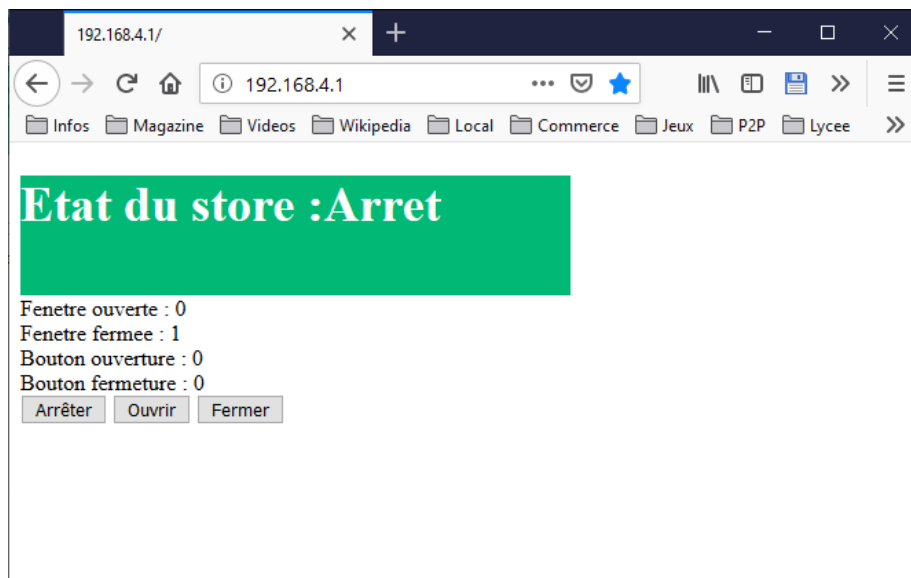 192.168.4.1/
192.168.4.1
Infos Magazine Videos Wikipedia Local Commerce Jeux P2P Lycee
Etat du store :Arret
Fenetre ouverte : 0
Fenetre fermee : 1
Bouton ouverture : 0
Bouton fermeture : 0
Arrêter Ouvrir Fermer